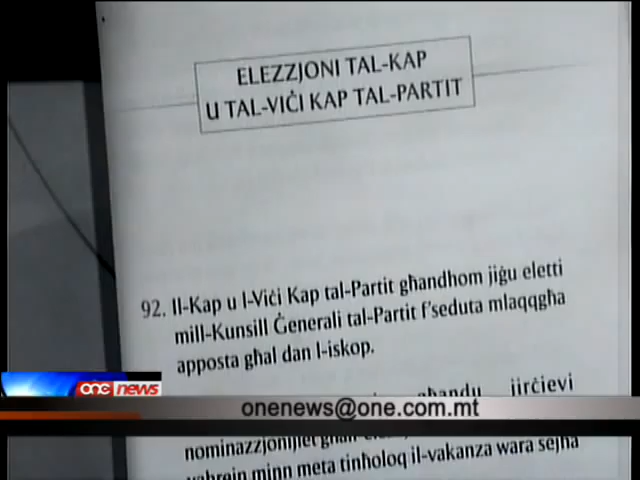 ELEZZJONI TAL-KAP
U TAL-VIĊI KAP TAL-PARTIT
92. Il-Kap u l-Viċi Kap tal-Partit għandhom jiġu eletti
mill-Kunsill Ġenerali tal-Partit f'seduta mlaqqgħa
apposta għal dan l-iskop.
għandu jirċievi
one news
onenews@one.com.mt
nominazzjonijiet
minn meta tinħoloq il-vakanza wara sejħa